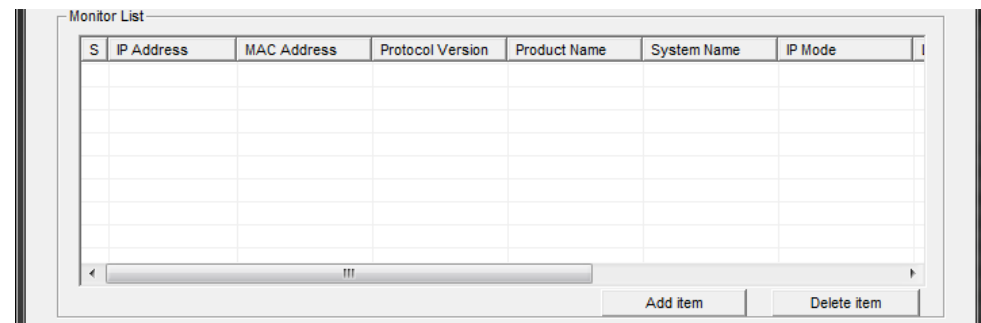 Monitor List
S IP Address MAC Address Protocol Version Product Name System Name IP Mode
Add item Delete item